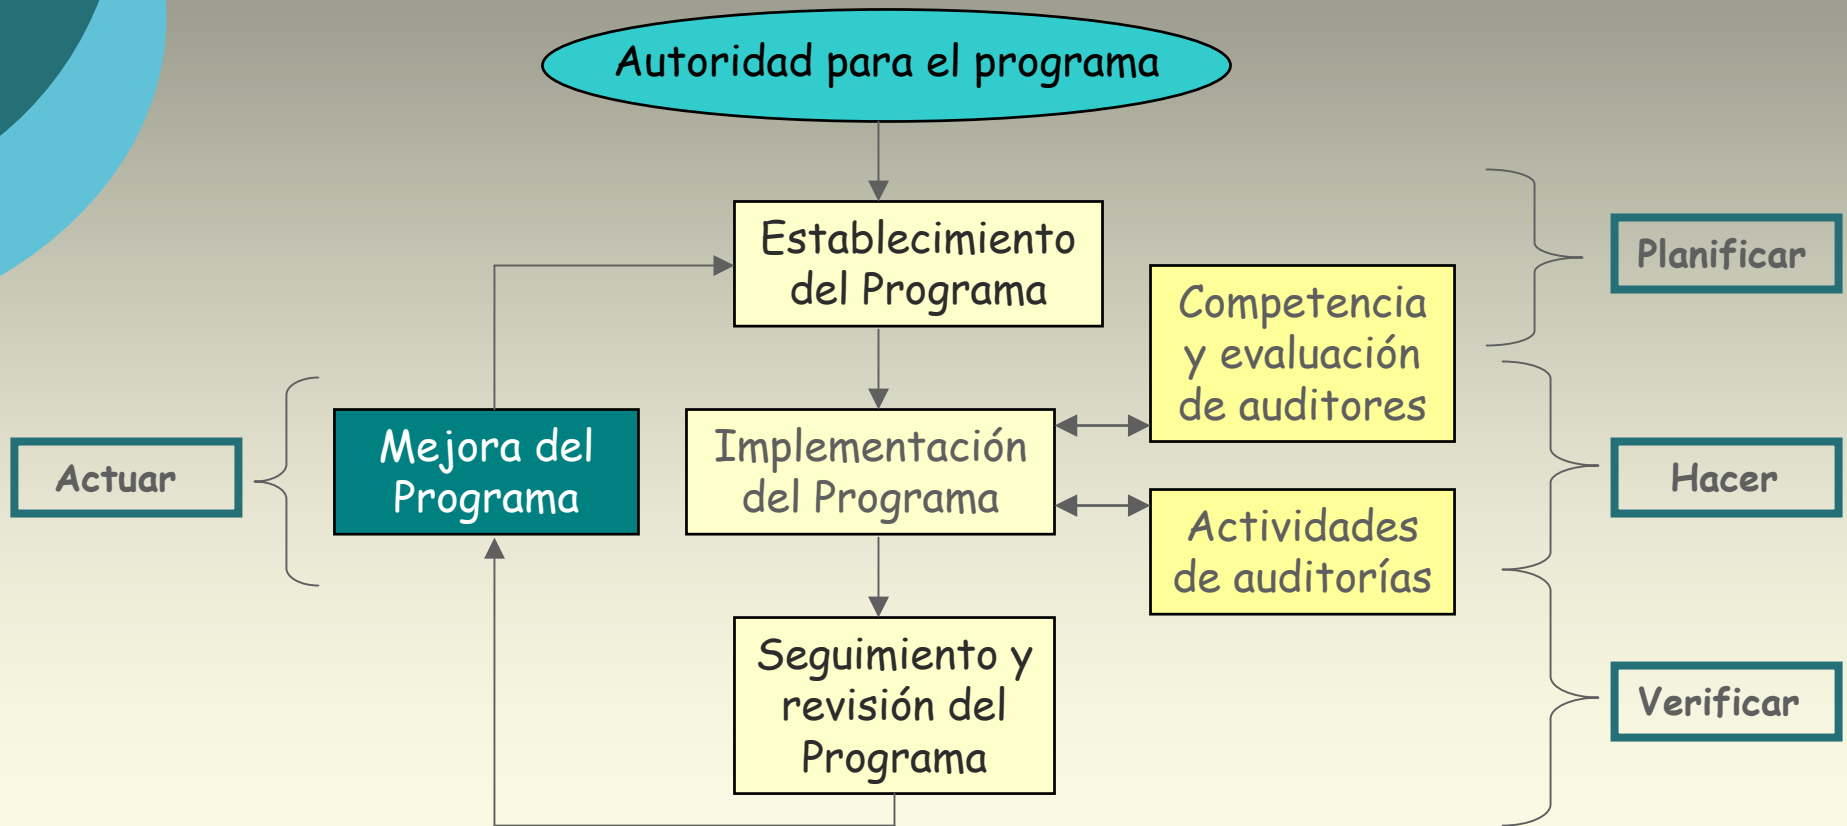 Autoridad para el programa
Establecimiento
del Programa
Planificar
Competencia
y evaluación
de auditores
Actuar
Mejora del
Programa
Implementación
del Programa
Hacer
Actividades
de auditorías
Seguimiento y
revisión del
Programa
Verificar